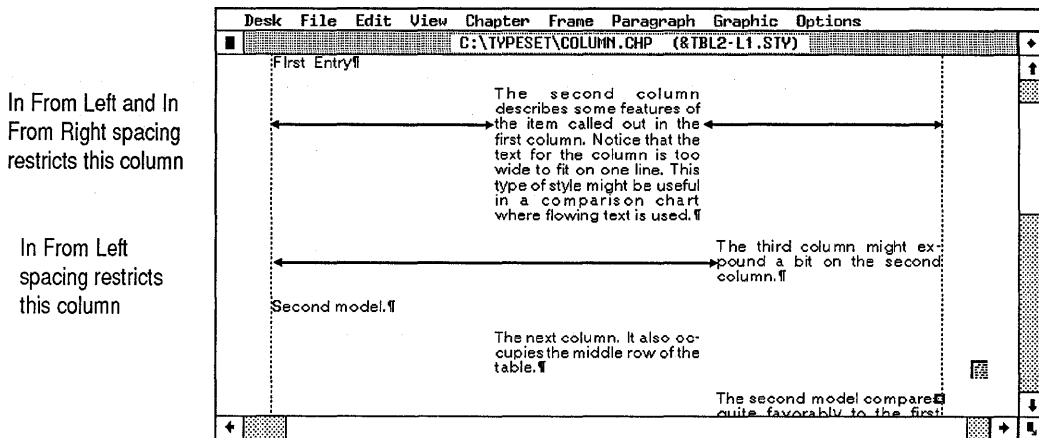 Desk File Edit View Chapter Frame Paragraph Graphic Options
C:\TYPESET\COLUMN.CHP (&TBL2-L1.STY)
First Entry¶
In From Left and In
From Right spacing
restricts this column
The second column
describes some features of
the item called out in the
first column. Notice that the
text for the column is too
wide to fit on one line. This
type of style might be useful
in a comparison chart
where flowing text is used.¶
In From Left
spacing restricts
this column
The third column might ex-
pound a bit on the second
column.¶
Second model.¶
The next column. It also oc-
cupies the middle row of the
table.¶
The second model compares
quite favorably to the first